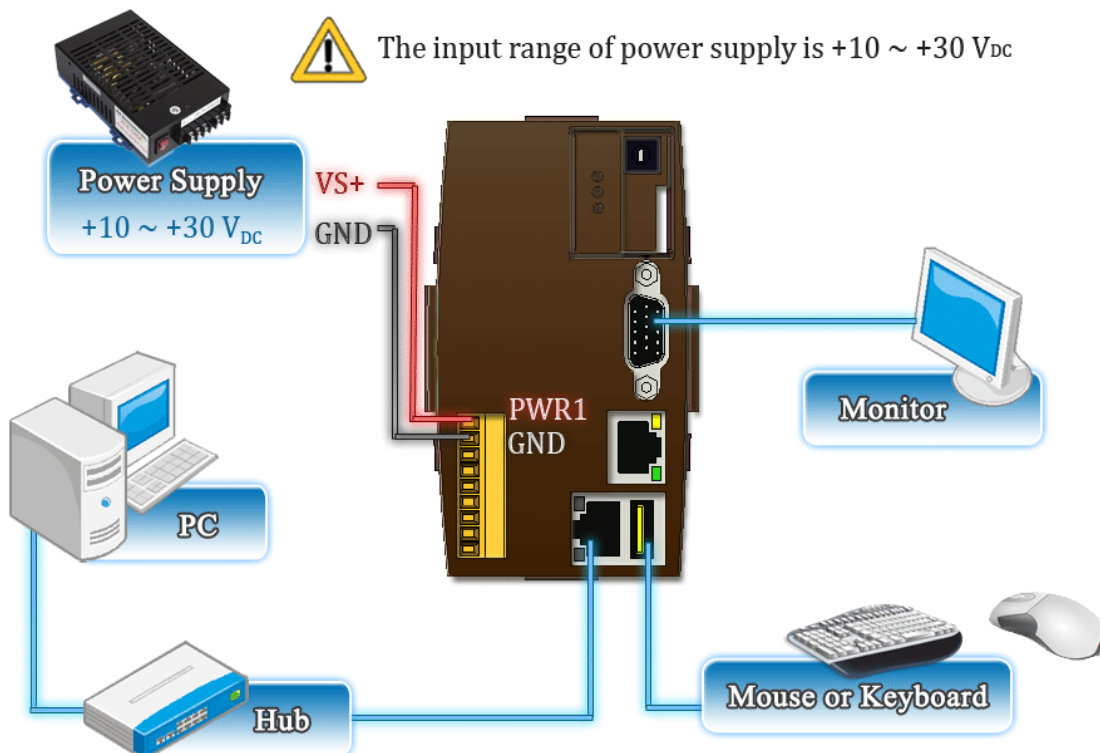 The input range of power supply is +10 ~ +30 VDC
Power Supply
+10 ~ +30 VDC
VS+
GND
PWR1
GND
Monitor
PC
Hub
Mouse or Keyboard